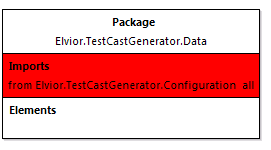 Package
Elvior.TestCastGenerator.Data
Imports
from Elvior.TestCastGenerator.Configuration all
Elements